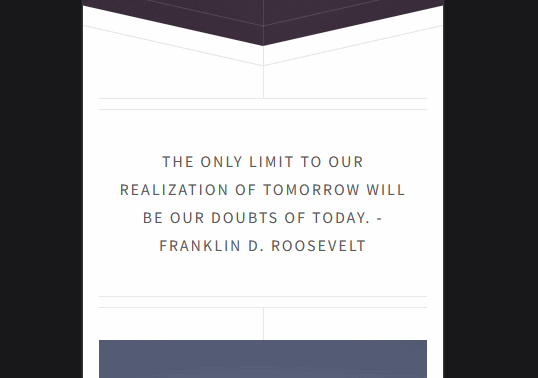 THE ONLY LIMIT TO OUR
REALIZATION OF TOMORROW WILL
BE OUR DOUBTS OF TODAY. -
FRANKLIN D. ROOSEVELT